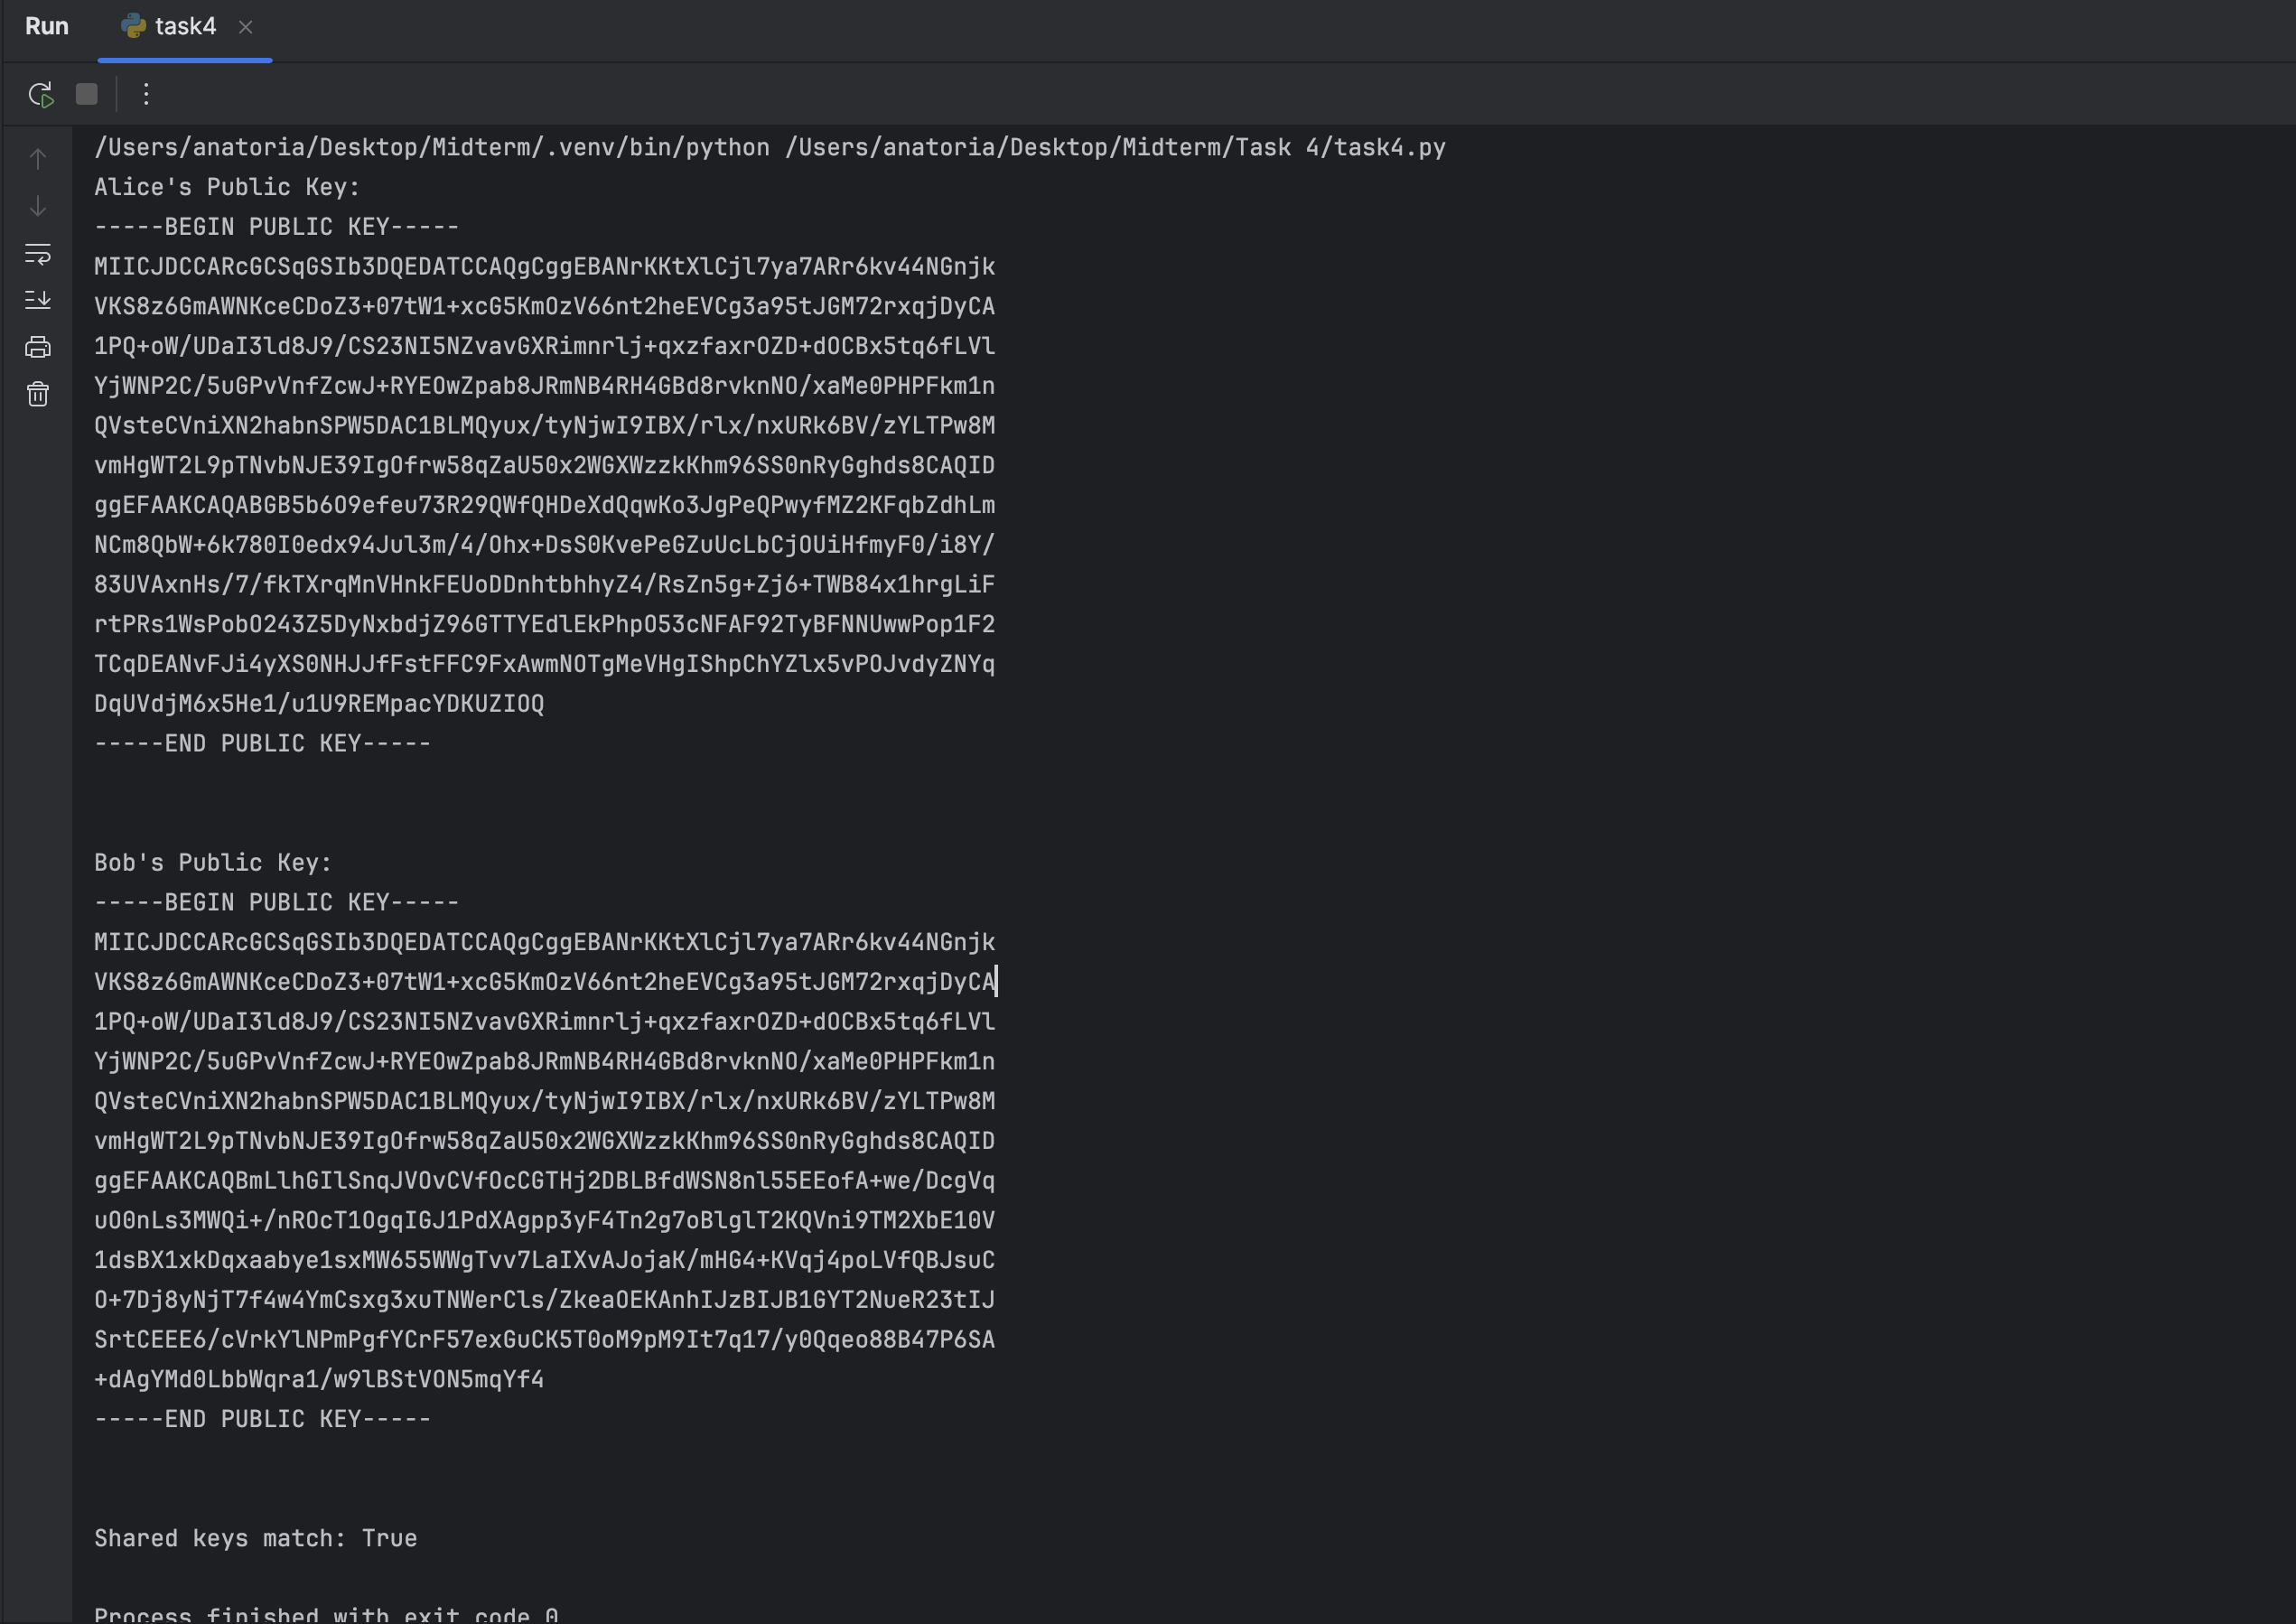 Run
task4
/Users/anatoria/Desktop/Midterm/.venv/bin/python /Users/anatoria/Desktop/Midterm/Task 4/task4.py
Alice's Public Key:
-----BEGIN PUBLIC KEY-----
MIICJDCCARcGCSqGSIb3DQEDATCCAQgCggEBANrKKtXlCjl7ya7ARr6kv44NGnjk
VKS8z6GmAWNKceCDoZ3+07tW1+xcG5KmOzV66nt2heEVCg3a95tJGM72rxqjDyCA
1PQ+oW/UDaI3ld8J9/CS23NI5NZvavGXRimnrlj+qxzfaxrOZD+dOCBx5tq6fLVl
YjWNP2C/5uGPvVnfZcwJ+RYEOwZpab8JRmNB4RH4GBd8rvknNO/xaMe0PHPFkm1n
QVsteCVniXN2habnSPW5DAC1BLMQyux/tyNjwI9IBX/rlx/nxURk6BV/zYLTPw8M
vmHgWT2L9pTNvbNJE39IgOfrw58qZaU50x2WGXWzzkKhm96SS0nRyGghds8CAQID
ggEFAAKCAQABGB5b6O9efeu73R29QWfQHDeXdQqwKo3JgPeQPwyfMZ2KFqbZdhLm
NCm8QbW+6k780I0edx94Jul3m/4/Ohx+DsS0KvePeGZuUcLbCjOUiHfmyF0/i8Y/
83UVAxnHs/7/fkTXrqMnVHnkFEUoDDnhtbhhyZ4/RsZn5g+Zj6+TWB84x1hrgLiF
rtPRs1WsPobO243Z5DyNxbdjZ96GTTYEdlEkPhpO53cNFAF92TyBFNNUwwPop1F2
TCqDEANvFJi4yXS0NHJJfFstFFC9FxAwmNOTgMeVHgIShpChYZlx5vPOJvdyZNYq
DqUVdjM6x5He1/u1U9REMpacYDKUZIOQ
-----END PUBLIC KEY-----
Bob's Public Key:
-----BEGIN PUBLIC KEY-----
MIICJDCCARcGCSqGSIb3DQEDATCCAQgCggEBANrKKtXlCjl7ya7ARr6kv44NGnjk
VKS8z6GmAWNKceCDoZ3+07tW1+xcG5KmOzV66nt2heEVCg3a95tJGM72rxqjDyCA
1PQ+oW/UDaI3ld8J9/CS23NI5NZvavGXRimnrlj+qxzfaxrOZD+dOCBx5tq6fLVl
YjWNP2C/5uGPvVnfZcwJ+RYEOwZpab8JRmNB4RH4GBd8rvknNO/xaMe0PHPFkm1n
QVsteCVniXN2habnSPW5DAC1BLMQyux/tyNjwI9IBX/rlx/nxURk6BV/zYLTPw8M
vmHgWT2L9pTNvbNJE39IgOfrw58qZaU50x2WGXWzzkKhm96SS0nRyGghds8CAQID
ggEFAAKCAQBmLlhGIlSnqJVOvCVfOcCGTHj2DBLBfdWSN8nl55EEofA+we/DcgVq
uO0nLs3MWQi+/nROcT1OgqIGJ1PdXAgpp3yF4Tn2g7oBlglT2KQVni9TM2XbE10V
1dsBX1xkDqxaabye1sxMW655WWgTvv7LaIXvAJojaK/mHG4+KVqj4poLVfQBJsuC
O+7Dj8yNjT7f4w4YmCsxg3xuTNWerCls/ZkeaOEKAnhIJzBIJB1GYT2NueR23tIJ
SrtCEEE6/cVrkYlNPmPgfYCrF57exGuCK5T0oM9pM9It7q17/y0Qqeo88B47P6SA
+dAgYMd0LbbWqra1/w9lBStVON5mqYf4
-----END PUBLIC KEY-----
Shared keys match: True
Process finished with exit code 0